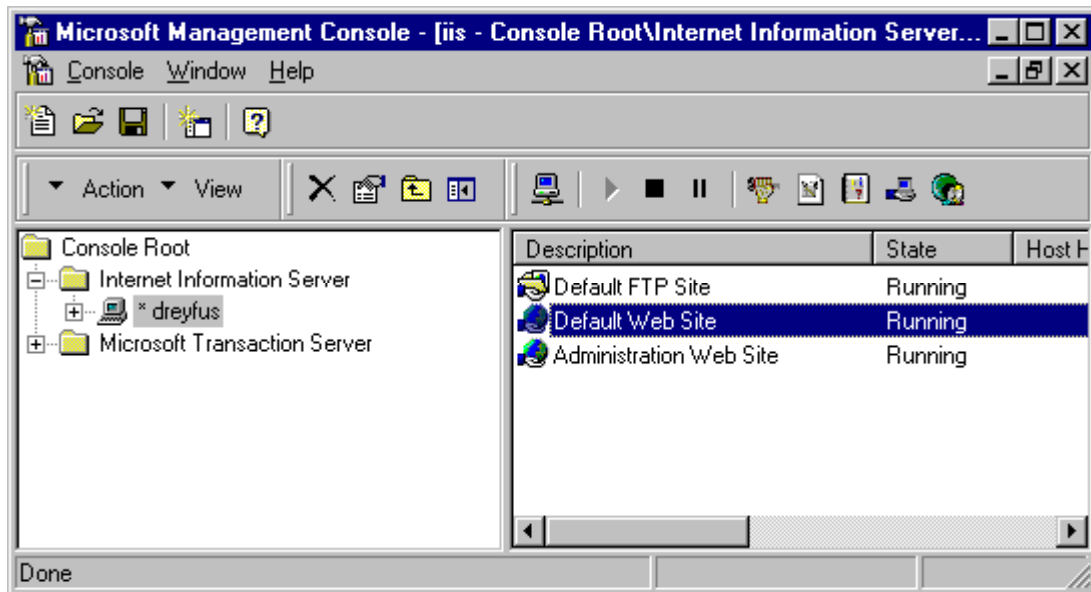 Microsoft Management Console - [iis - Console Root\Internet Information Server...
Console Window Help
Action View
Console Root
Internet Information Server
* dreyfus
Microsoft Transaction Server
Description State Host H
Default FTP Site Running
Default Web Site Running
Administration Web Site Running
Done